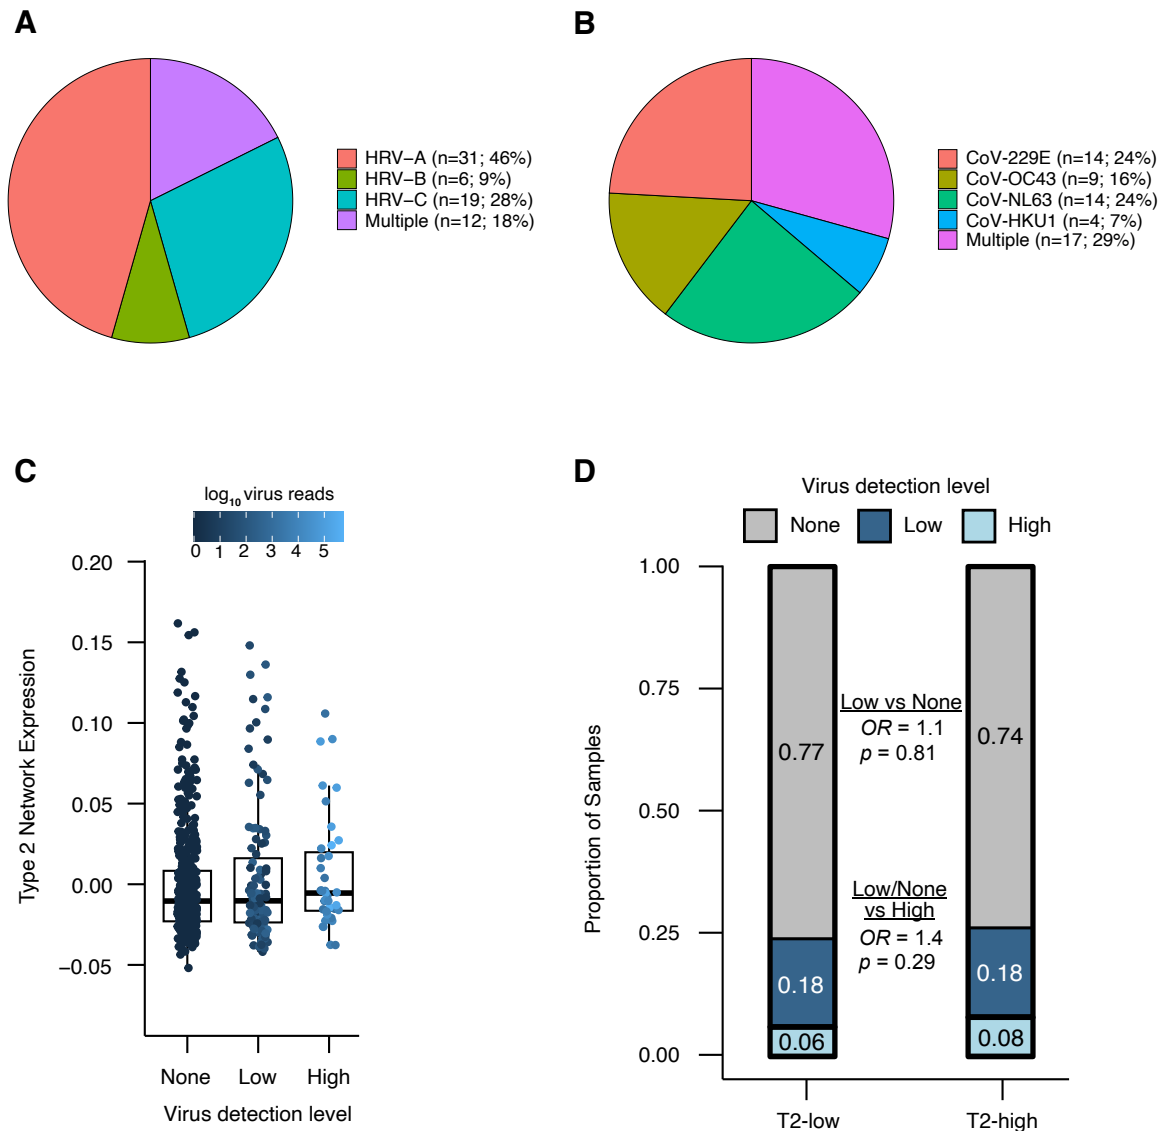 A
HRV−A (n=31; 46%)
HRV−B (n=6; 9%)
HRV−C (n=19; 28%)
Multiple (n=12; 18%)
B
CoV-229E (n=14; 24%)
CoV-OC43 (n=9; 16%)
CoV-NL63 (n=14; 24%)
CoV-HKU1 (n=4; 7%)
Multiple (n=17; 29%)
C
log10 virus reads
0 1 2 3 4 5
Type 2 Network Expression
0.20
0.15
0.10
0.05
0.00
−0.05
None Low High
Virus detection level
D
Virus detection level
None Low High
Proportion of Samples
1.00
0.75
0.50
0.25
0.00
0.77
0.18
0.06
Low vs None
OR = 1.1
p = 0.81
Low/None
vs High
OR = 1.4
p = 0.29
0.74
0.18
0.08
T2-low T2-high